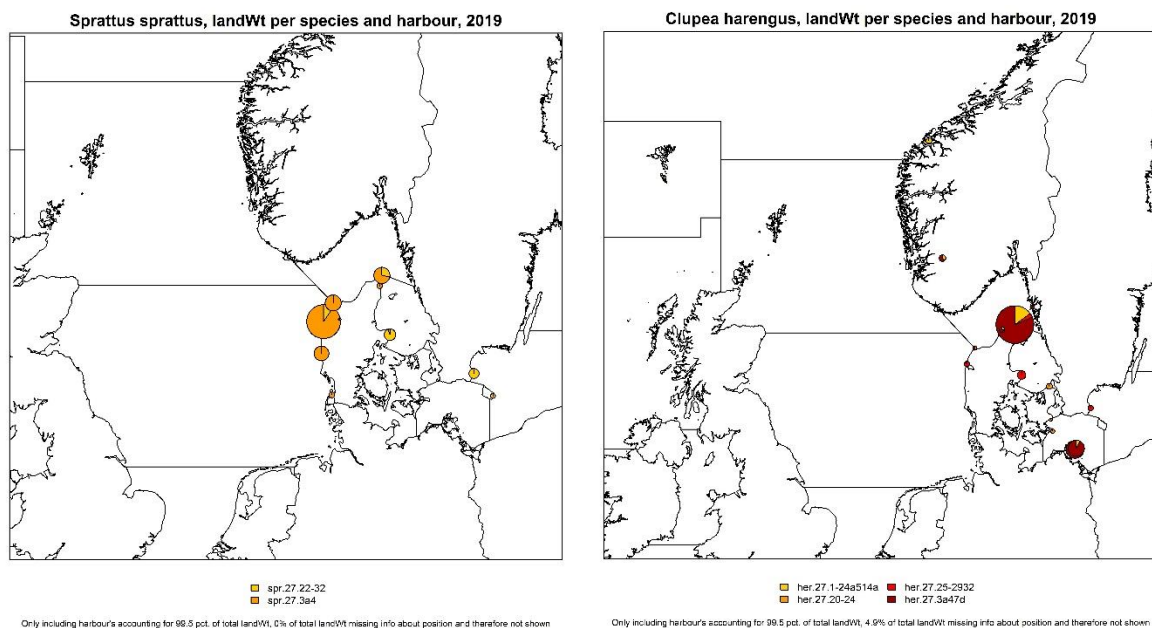 Sprattus sprattus, landWt per species and harbour, 2019
spr.27.22-32
spr.27.3a4
Only including harbour's accounting for 99.5 pct. of total landWt, 0% of total landWt missing info about position and therefore not shown
Clupea harengus, landWt per species and harbour, 2019
her.27.1-24a514a
her.27.20-24
her.27.25-2932
her.27.3a47d
Only including harbour's accounting for 99.5 pct. of total landWt, 4.9% of total landWt missing info about position and therefore not shown